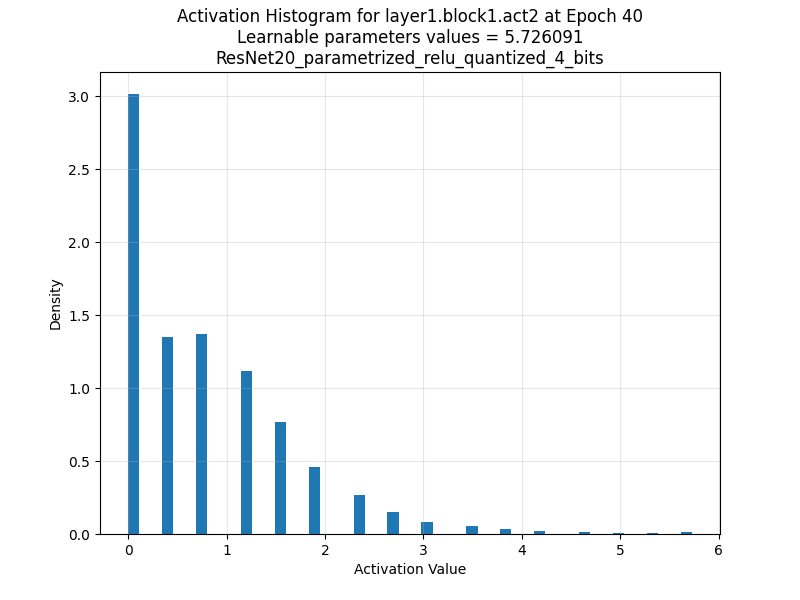 Activation Histogram for layer1.block1.act2 at Epoch 40
Learnable parameters values = 5.726091
ResNet20_parametrized_relu_quantized_4_bits
3.0
2.5
2.0
1.5
1.0
0.5
0.0
Density
0 1 2 3 4 5 6
Activation Value